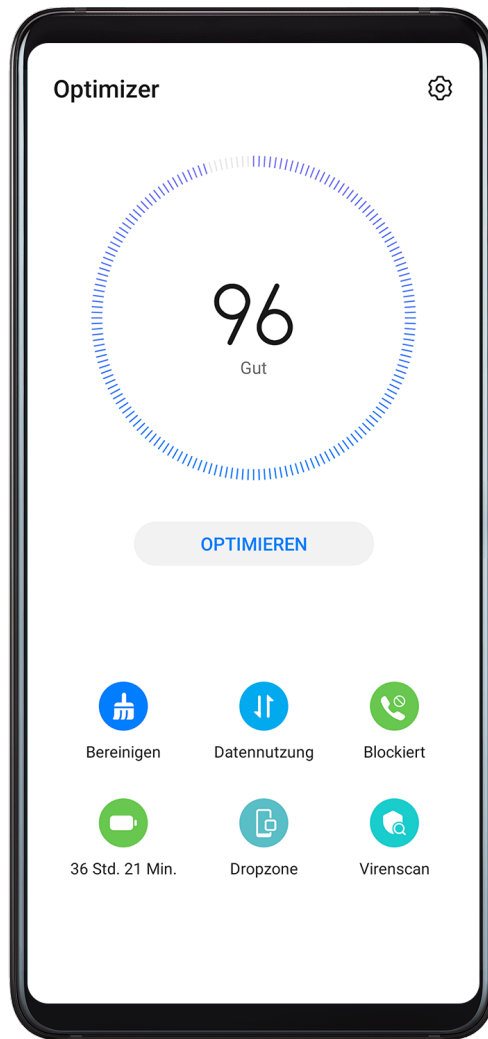 Optimizer
96
Gut
OPTIMIEREN
Bereinigen
Datennutzung
Blockiert
36 Std. 21 Min.
Dropzone
Virenscan